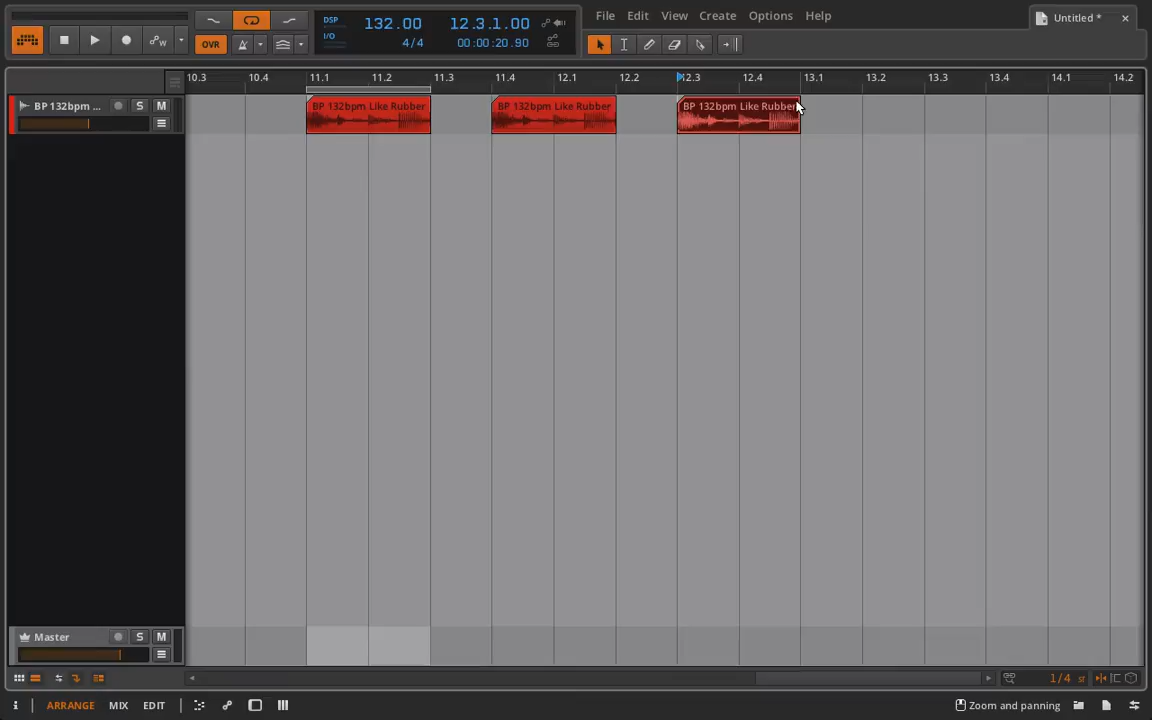 DSP
132.00
12.3.1.00
I/O
4/4
00:00:20.90
OVR
File
Edit
View
Create
Options
Help
Untitled *
10.3
10.4
11.1
11.2
11.3
11.4
12.1
12.2
12.3
12.4
13.1
13.2
13.3
13.4
14.1
14.2
BP 132bpm ...
S
M
BP 132bpm Like Rubber
BP 132bpm Like Rubber
BP 132bpm Like Rubber
Master
S
M
1/4
ARRANGE
MIX
EDIT
Zoom and panning